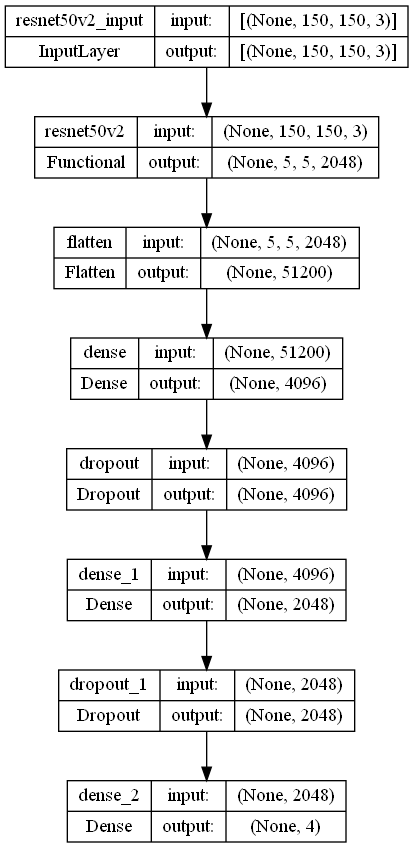 resnet50v2_input input: [(None, 150, 150, 3)]
InputLayer output: [(None, 150, 150, 3)]
resnet50v2 input: (None, 150, 150, 3)
Functional output: (None, 5, 5, 2048)
flatten input: (None, 5, 5, 2048)
Flatten output: (None, 51200)
dense input: (None, 51200)
Dense output: (None, 4096)
dropout input: (None, 4096)
Dropout output: (None, 4096)
dense_1 input: (None, 4096)
Dense output: (None, 2048)
dropout_1 input: (None, 2048)
Dropout output: (None, 2048)
dense_2 input: (None, 2048)
Dense output: (None, 4)